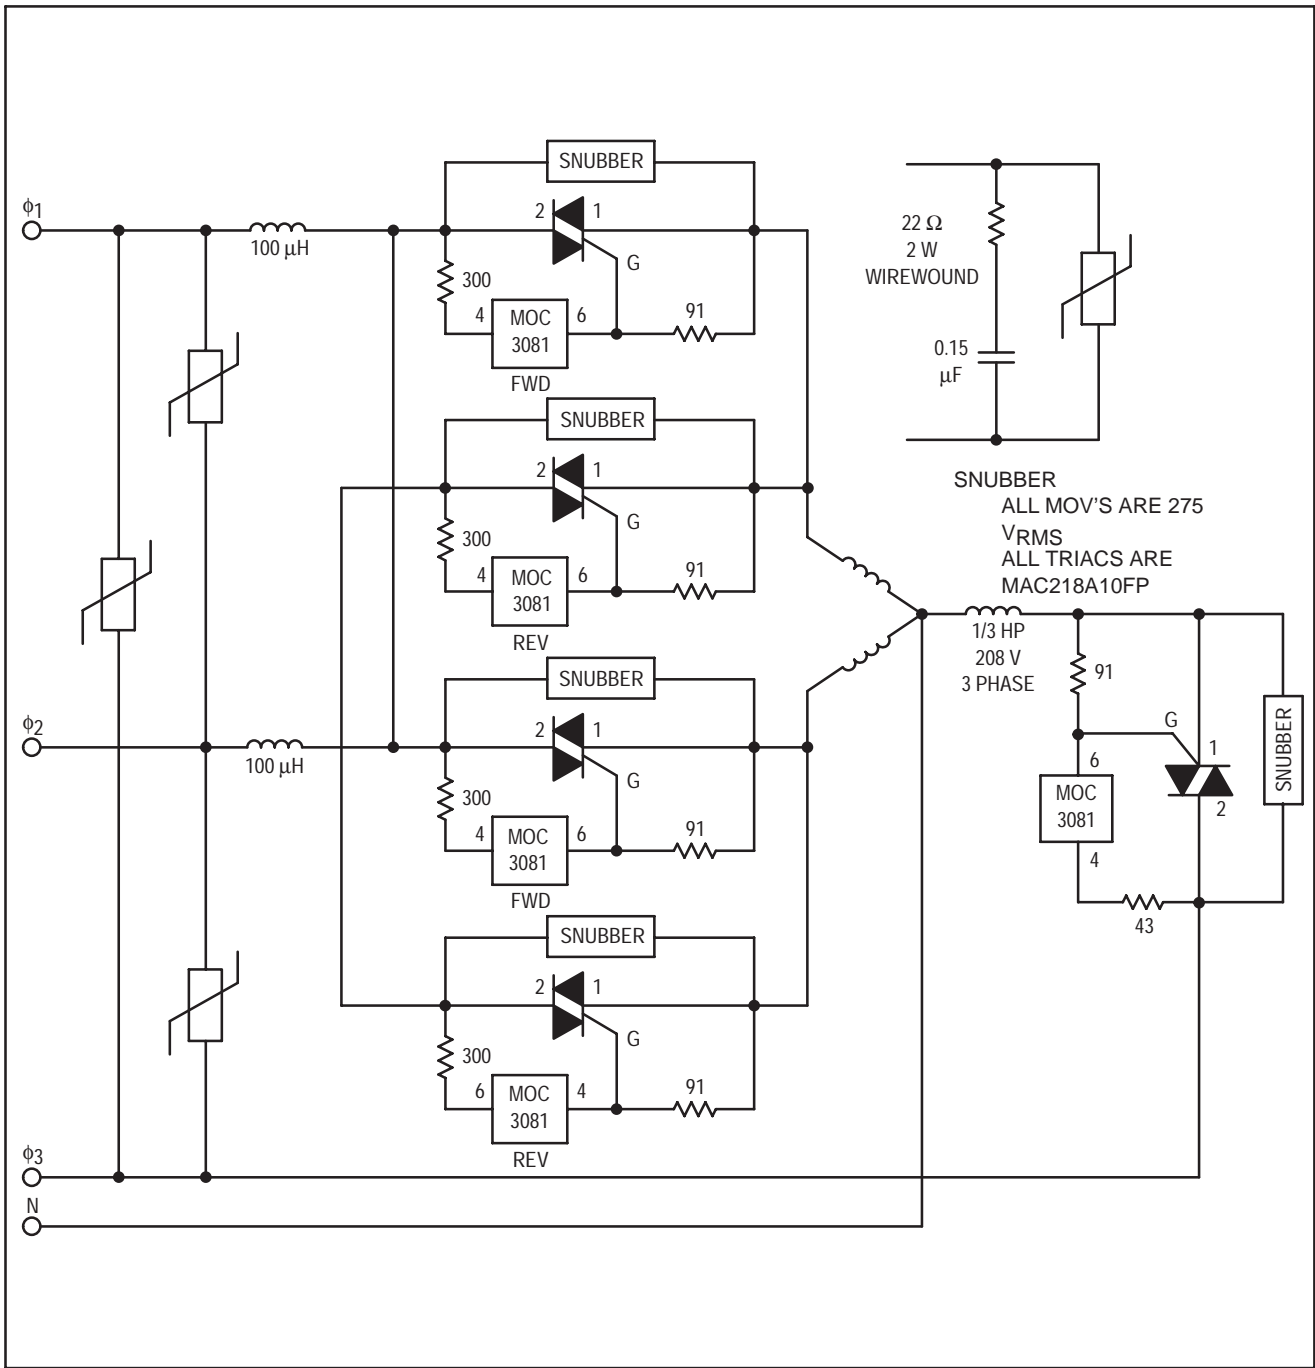 SNUBBER
ϕ1
2 1
22 Ω
2 W
WIREWOUND
100 μH
G
300
91
4 MOC 3081 6
0.15
μF
FWD
SNUBBER
2 1
SNUBBER
ALL MOV'S ARE 275
VRMS
ALL TRIACS ARE
MAC218A10FP
G
300
91
4 MOC 3081 6
REV
1/3 HP
208 V
3 PHASE
91
SNUBBER
ϕ2
2 1
G
1
SNUBBER
100 μH
G
6
300
MOC
3081
2
91
4 MOC 3081 6
4
FWD
43
SNUBBER
2 1
G
300
91
6 MOC 3081 4
REV
ϕ3
N